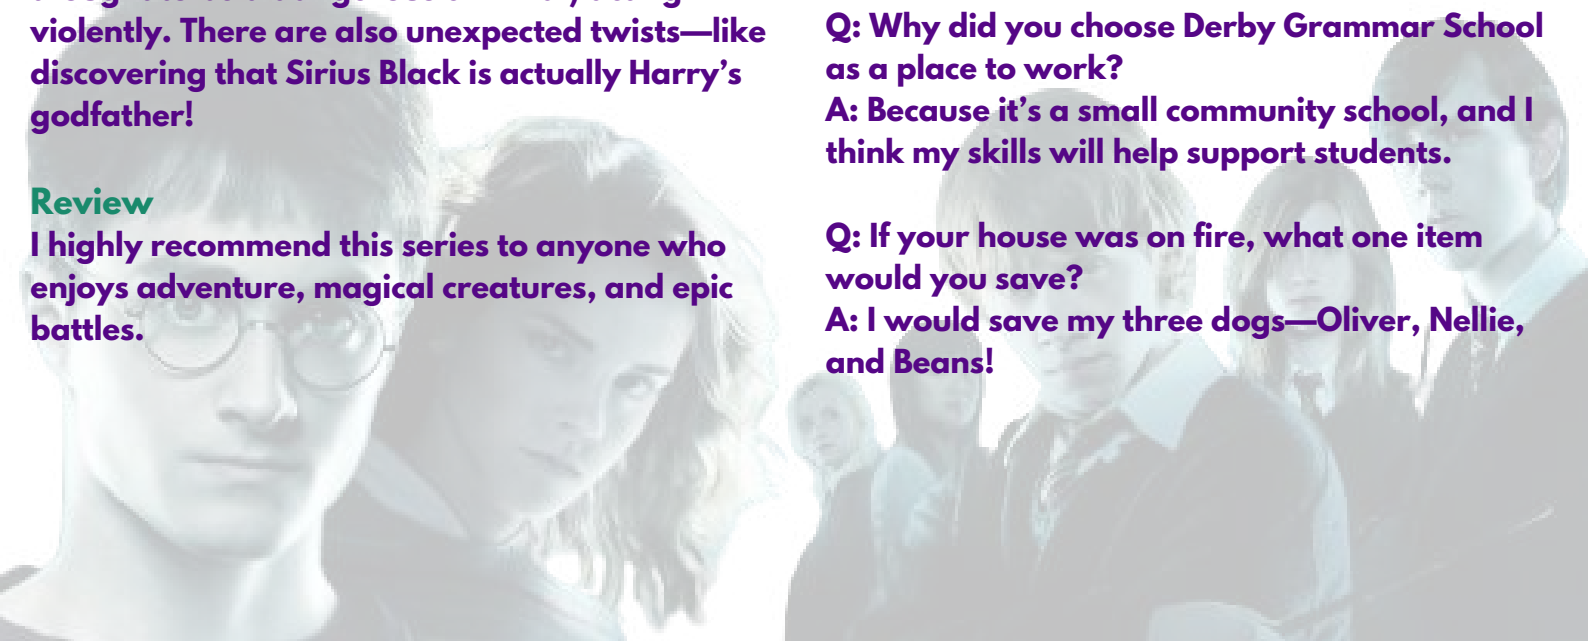 violently. There are also unexpected twists—like
discovering that Sirius Black is actually Harry’s
godfather!
Review
I highly recommend this series to anyone who
enjoys adventure, magical creatures, and epic
battles.
Q: Why did you choose Derby Grammar School
as a place to work?
A: Because it’s a small community school, and I
think my skills will help support students.
Q: If your house was on fire, what one item
would you save?
A: I would save my three dogs—Oliver, Nellie,
and Beans!